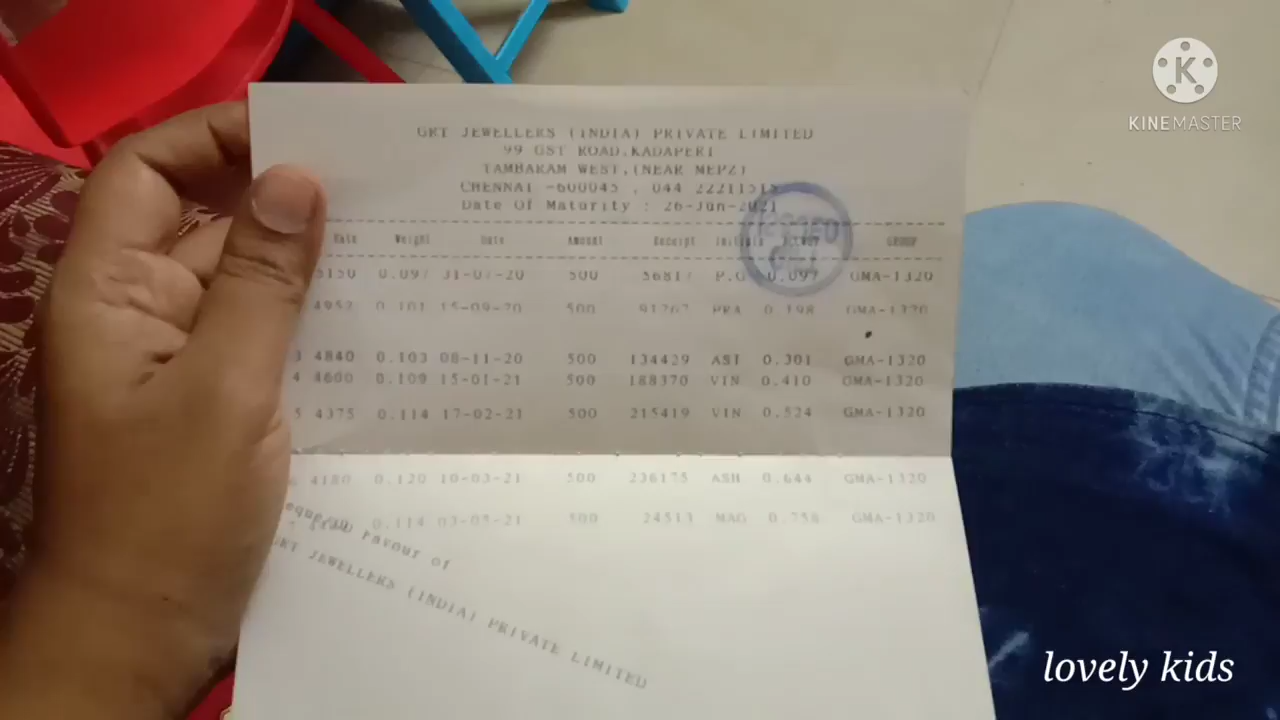 KINEMASTER
GRT JEWELLERS (INDIA) PRIVATE LIMITED
99 GST ROAD,KADAPERI
TAMBARAM WEST,(NEAR MEPZ)
CHENNAI -600045 , 044 22211515
Date Of Maturity : 26-Jun-2021
Rate Weight Date Amount Receipt GROUP
5150 0.097 31-07-20 500 56817 P.G 0.097 GMA-1320
4952 0.101 15-09-20 500 91767 PRA 0.198 GMA-1320
3 4840 0.103 08-11-20 500 134429 ASI 0.301 GMA-1320
4 4600 0.109 15-01-21 500 188370 VIN 0.410 GMA-1320
5 4375 0.114 17-02-21 500 215419 VIN 0.524 GMA-1320
6 4180 0.120 10-03-21 500 236175 ASH 0.644 GMA-1320
0.114 03-05-21 500 24513 MAG 0.758 GMA-1320
Favour of
GRT JEWELLERS (INDIA) PRIVATE LIMITED
lovely kids